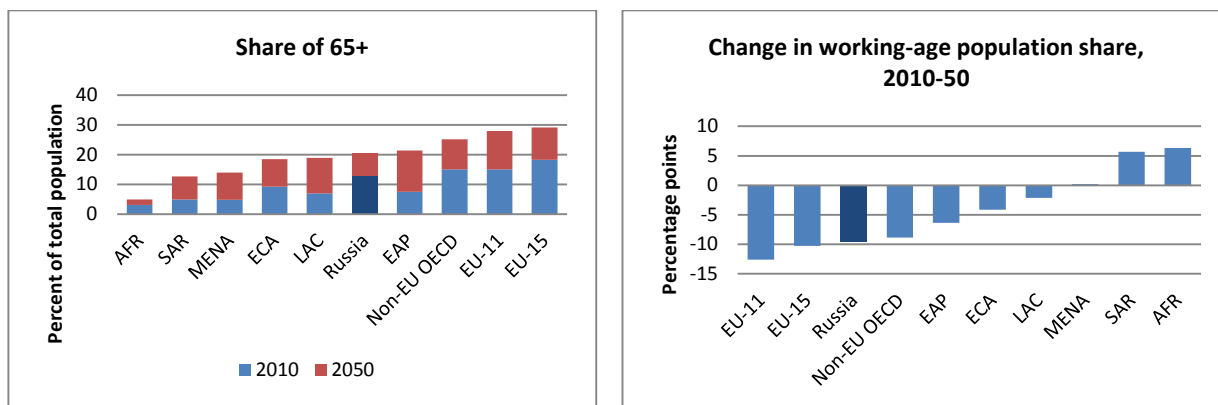 Share of 65+
Percent of total population
40
30
20
10
0
AFR
SAR
MENA
ECA
LAC
Russia
EAP
Non-EU OECD
EU-11
EU-15
2010
2050
Change in working-age population share,
2010-50
Percentage points
10
5
0
-5
-10
-15
EU-11
EU-15
Russia
Non-EU OECD
EAP
ECA
LAC
MENA
SAR
AFR